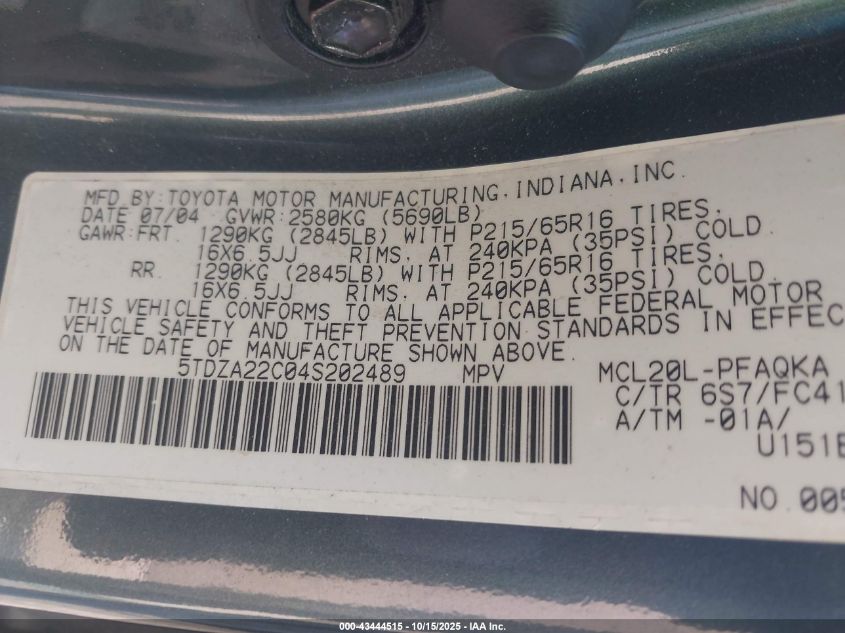 MFD BY:TOYOTA MOTOR MANUFACTURING, INDIANA, INC.
DATE 07/04 GVWR:2580KG (5690LB)
GAWR:FRT. 1290KG (2845LB) WITH P215/65R16 TIRES,
16X6.5JJ RIMS, AT 240KPA (35PSI) COLD.
RR. 1290KG (2845LB) WITH P215/65R16 TIRES,
16X6.5JJ RIMS, AT 240KPA (35PSI) COLD.
THIS VEHICLE CONFORMS TO ALL APPLICABLE FEDERAL MOTOR
VEHICLE SAFETY AND THEFT PREVENTION STANDARDS IN EFFEC
ON THE DATE OF MANUFACTURE SHOWN ABOVE.
5TDZA22C04S202489 MPV MCL20L-PFAQKA
C/TR 6S7/FC41
A/TM -01A/
U151E
NO.005
000-43444515 - 10/15/2025 - IAA Inc.